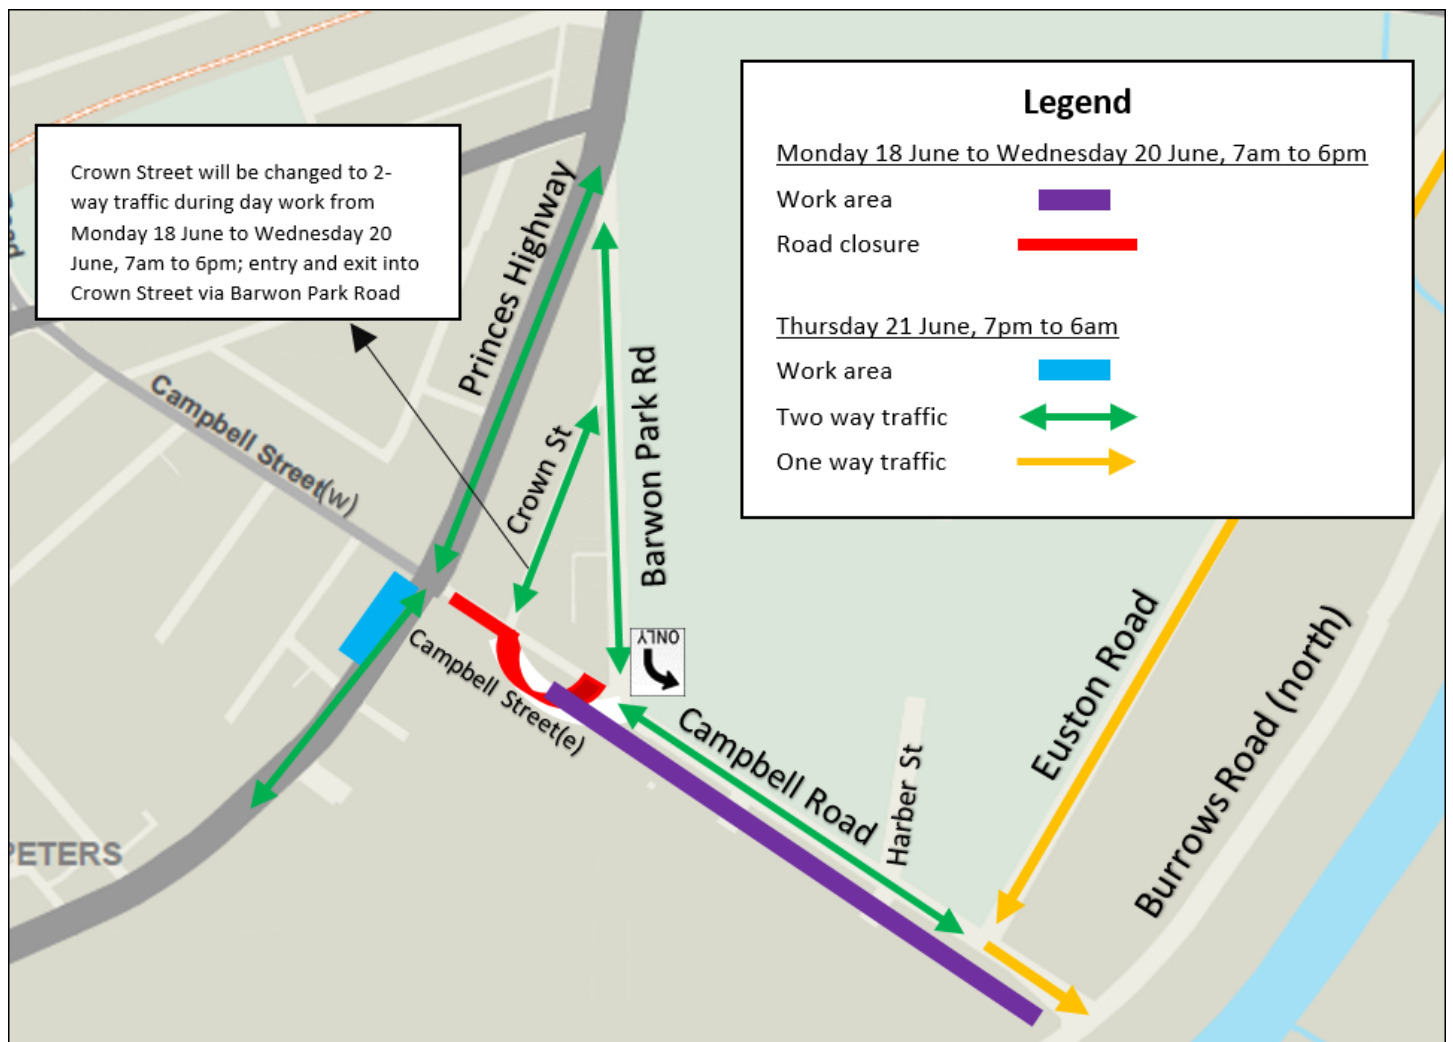 Legend
Monday 18 June to Wednesday 20 June, 7am to 6pm
Work area
Road closure
Thursday 21 June, 7pm to 6am
Work area
Two way traffic
One way traffic
Crown Street will be changed to 2-
way traffic during day work from
Monday 18 June to Wednesday 20
June, 7am to 6pm; entry and exit into
Crown Street via Barwon Park Road
Princes Highway
Campbell Street(w)
Crown St
Barwon Park Rd
ONLY
Campbell Street(e)
Campbell Road
Harber St
Euston Road
Burrows Road (north)
PETERS